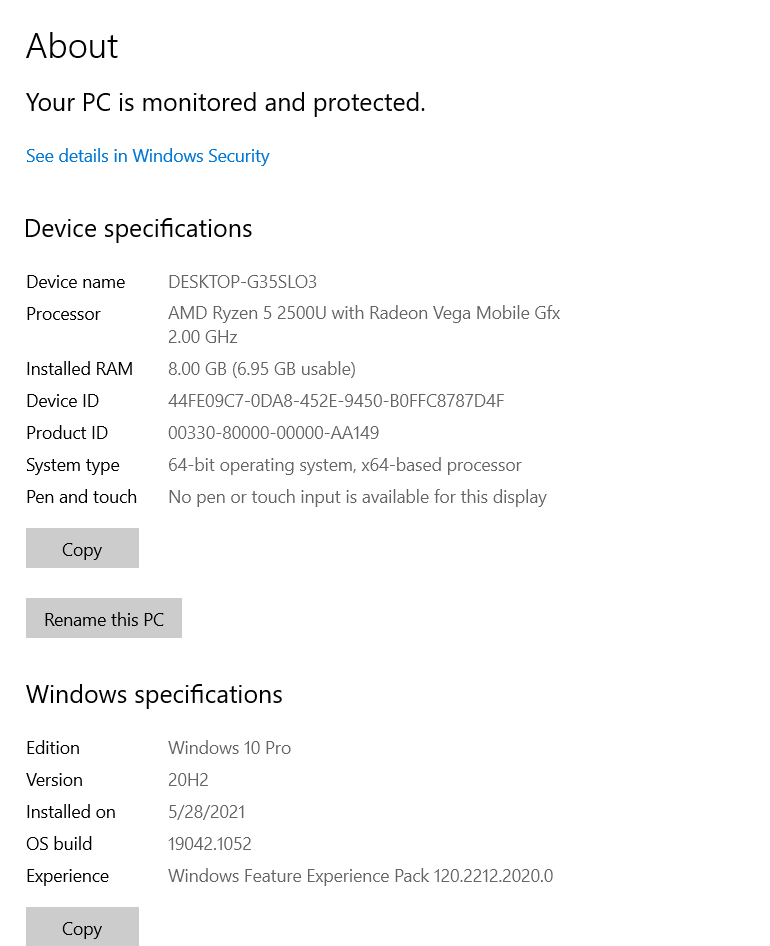 About
Your PC is monitored and protected.
See details in Windows Security
Device specifications
Device name DESKTOP-G35SLO3
Processor AMD Ryzen 5 2500U with Radeon Vega Mobile Gfx
2.00 GHz
Installed RAM 8.00 GB (6.95 GB usable)
Device ID 44FE09C7-0DA8-452E-9450-B0FFC8787D4F
Product ID 00330-80000-00000-AA149
System type 64-bit operating system, x64-based processor
Pen and touch No pen or touch input is available for this display
Copy
Rename this PC
Windows specifications
Edition Windows 10 Pro
Version 20H2
Installed on 5/28/2021
OS build 19042.1052
Experience Windows Feature Experience Pack 120.2212.2020.0
Copy